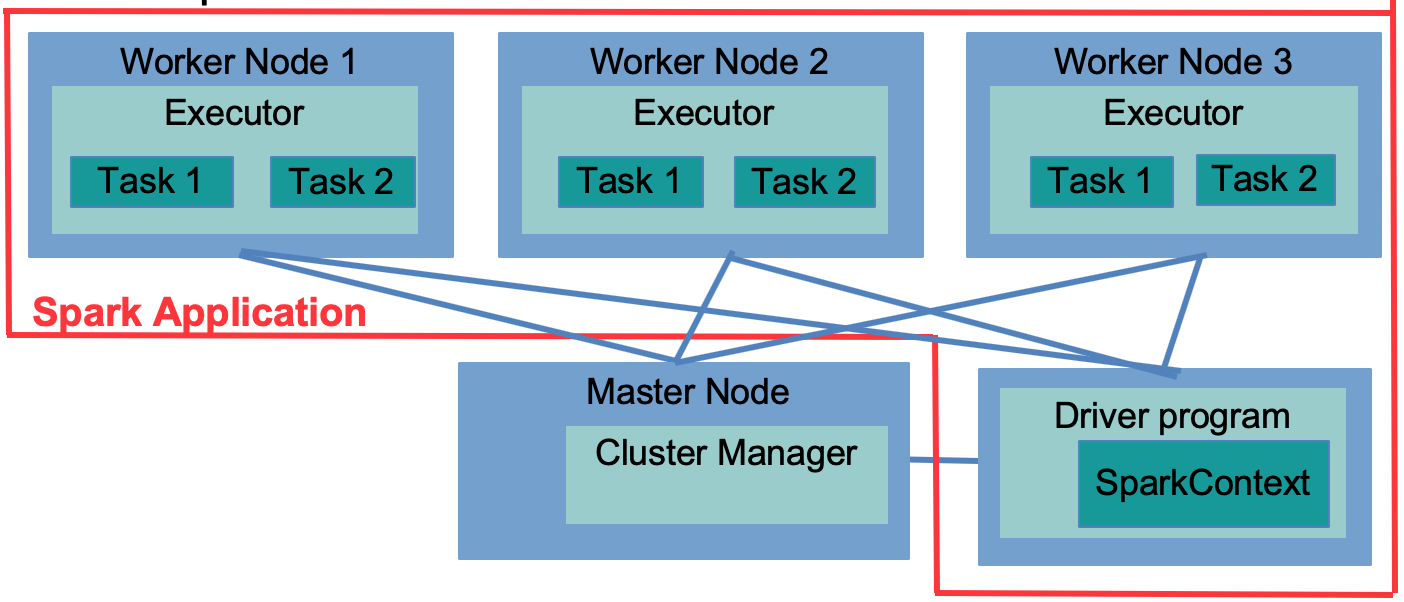 Worker Node 1
Executor
Task 1
Task 2
Worker Node 2
Executor
Task 1
Task 2
Worker Node 3
Executor
Task 1
Task 2
Spark Application
Master Node
Cluster Manager
Driver program
SparkContext